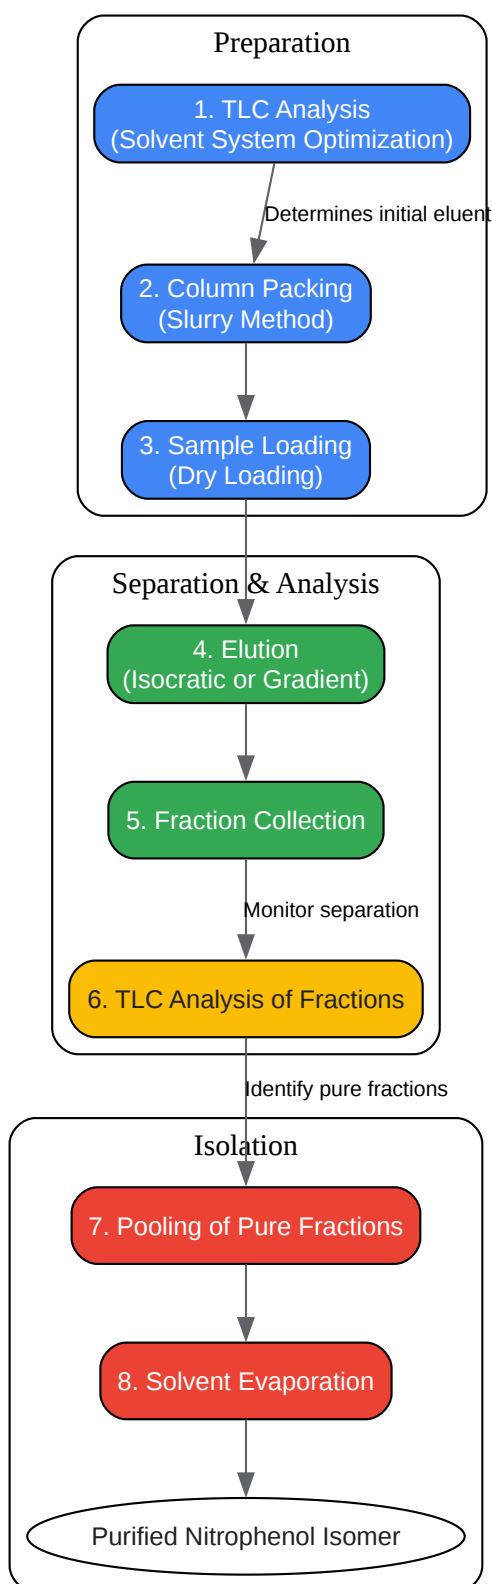 Preparation
1. TLC Analysis
(Solvent System Optimization)
Determines initial eluent
2. Column Packing
(Slurry Method)
3. Sample Loading
(Dry Loading)
Separation & Analysis
4. Elution
(Isocratic or Gradient)
5. Fraction Collection
Monitor separation
6. TLC Analysis of Fractions
Identify pure fractions
Isolation
7. Pooling of Pure Fractions
8. Solvent Evaporation
Purified Nitrophenol Isomer